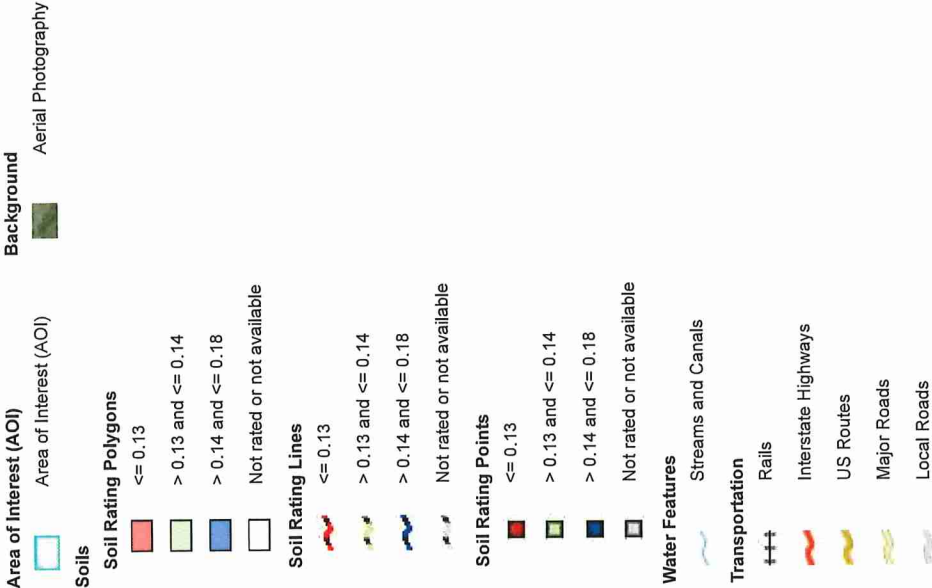 Area of Interest (AOI)
Area of Interest (AOI)
Soils
Soil Rating Polygons
<= 0.13
> 0.13 and <= 0.14
> 0.14 and <= 0.18
Not rated or not available
Soil Rating Lines
<= 0.13
> 0.13 and <= 0.14
> 0.14 and <= 0.18
Not rated or not available
Soil Rating Points
<= 0.13
> 0.13 and <= 0.14
> 0.14 and <= 0.18
Not rated or not available
Water Features
Streams and Canals
Transportation
Rails
Interstate Highways
US Routes
Major Roads
Local Roads
Background
Aerial Photography